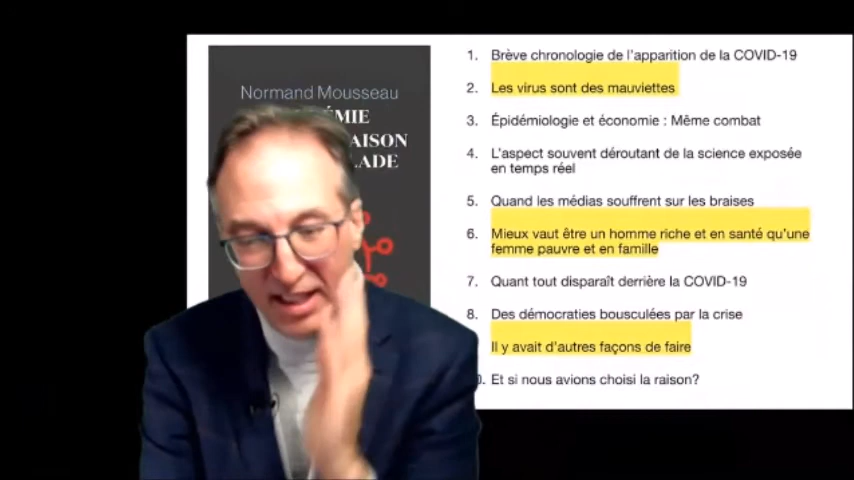 Normand Mousseau
ÉMIE
AISON
LADE
1. Brève chronologie de l'apparition de la COVID-19
2. Les virus sont des mauviettes
3. Épidémiologie et économie : Même combat
4. L'aspect souvent déroutant de la science exposée
en temps réel
5. Quand les médias souffrent sur les braises
6. Mieux vaut être un homme riche et en santé qu'une
femme pauvre et en famille
7. Quant tout disparaît derrière la COVID-19
8. Des démocraties bousculées par la crise
Il y avait d'autres façons de faire
0. Et si nous avions choisi la raison?